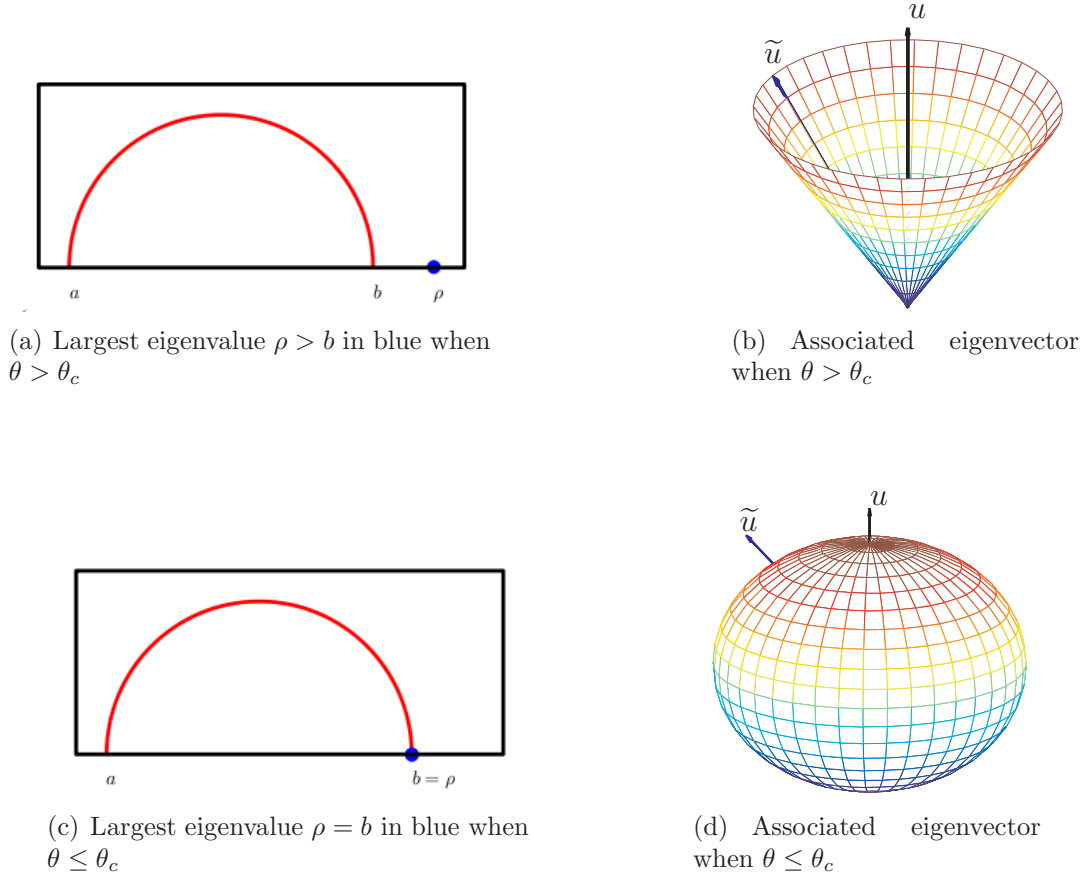 u
ũ
a b ρ
(a) Largest eigenvalue ρ > b in blue when
θ > θ_c
(b) Associated eigenvector
when θ > θ_c
u
ũ
a b = ρ
(c) Largest eigenvalue ρ = b in blue when
θ ≤ θ_c
(d) Associated eigenvector
when θ ≤ θ_c